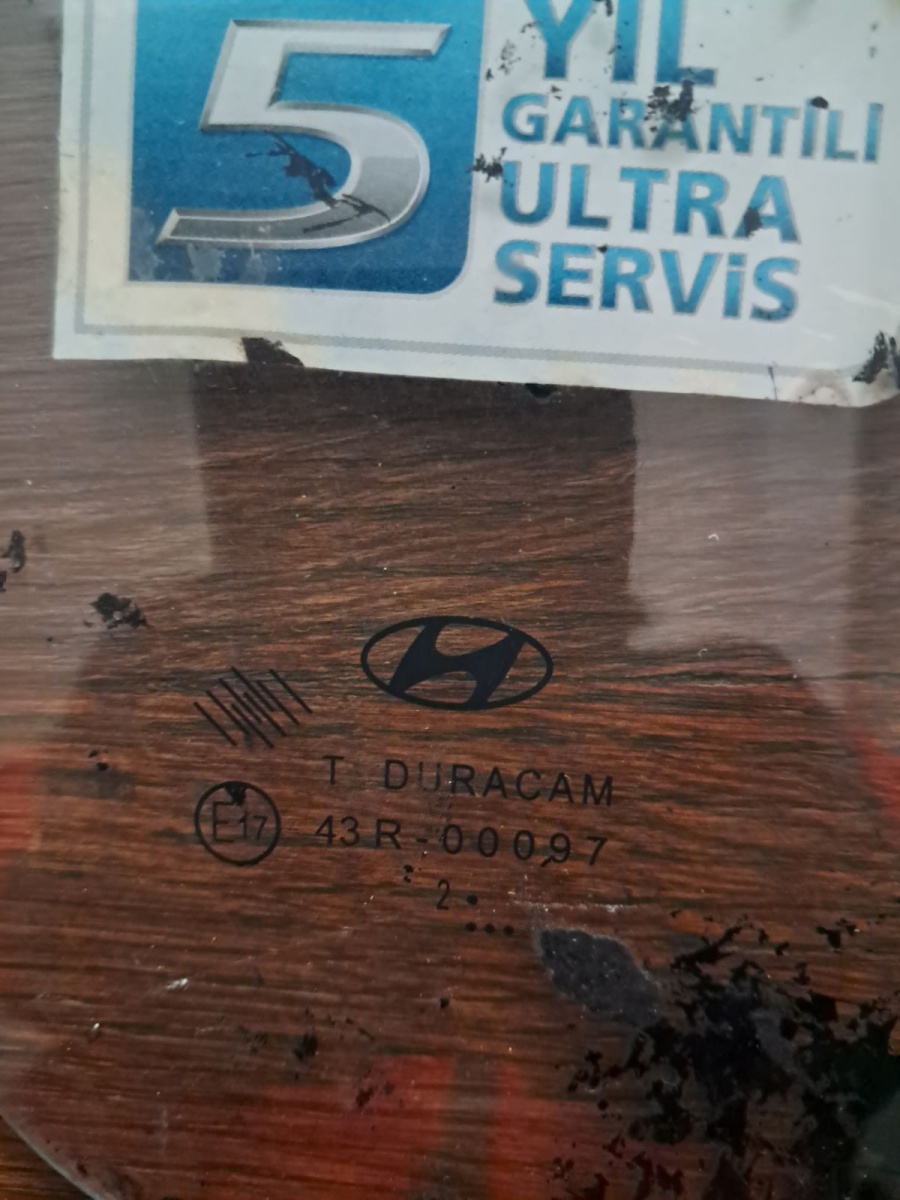 5
YIL
GARANTİLİ
ULTRA
SERVİS
T DURACAM
E17
43R-00097
2.
...